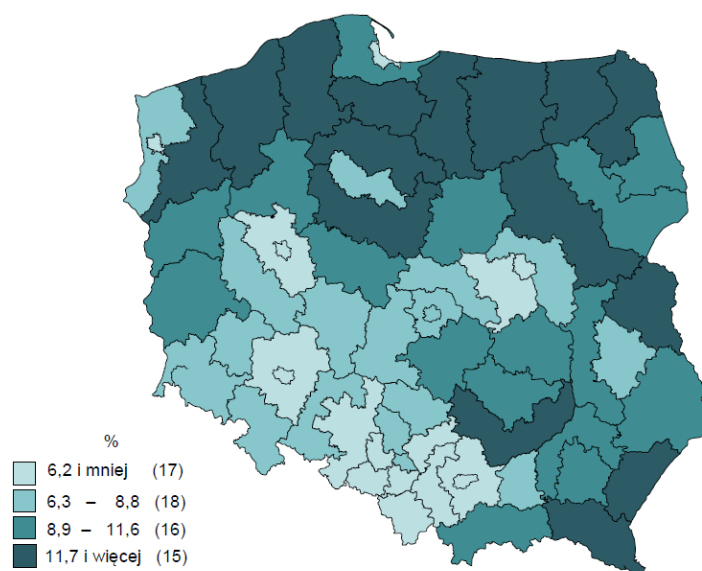 %
6,2 i mniej (17)
6,3 – 8,8 (18)
8,9 – 11,6 (16)
11,7 i więcej (15)